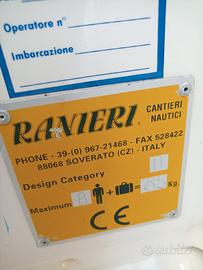 Operatore n°
Imbarcazione
RANIERI CANTIERI
NAUTICI
PHONE - 39-(0) 967-21468 - FAX 528422
88068 SOVERATO (CZ) - ITALY
Design Category
Maximum + = Kg.
CE
subito